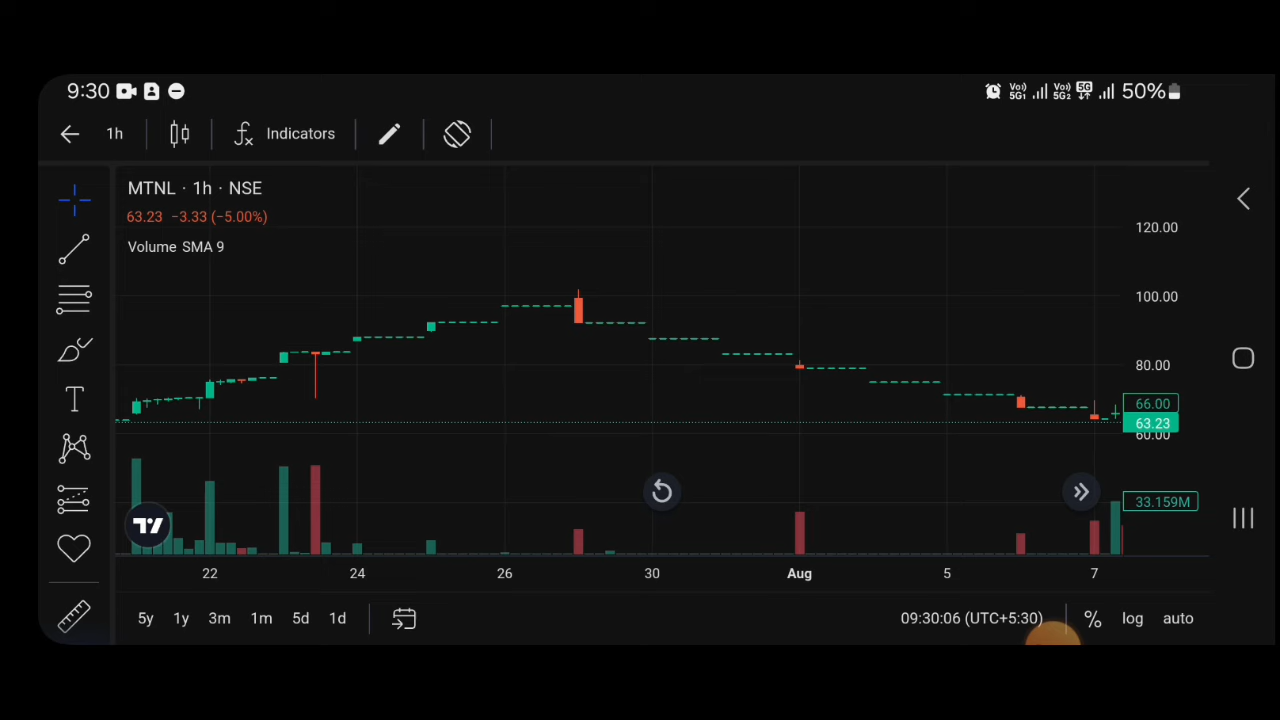 9:30 50%
1h Indicators
MTNL · 1h · NSE
63.23 −3.33 (−5.00%)
Volume SMA 9
120.00
100.00
80.00
66.00
63.23
60.00
33.159M
22 24 26 30 Aug 5 7
5y 1y 3m 1m 5d 1d 09:30:06 (UTC+5:30) % log auto